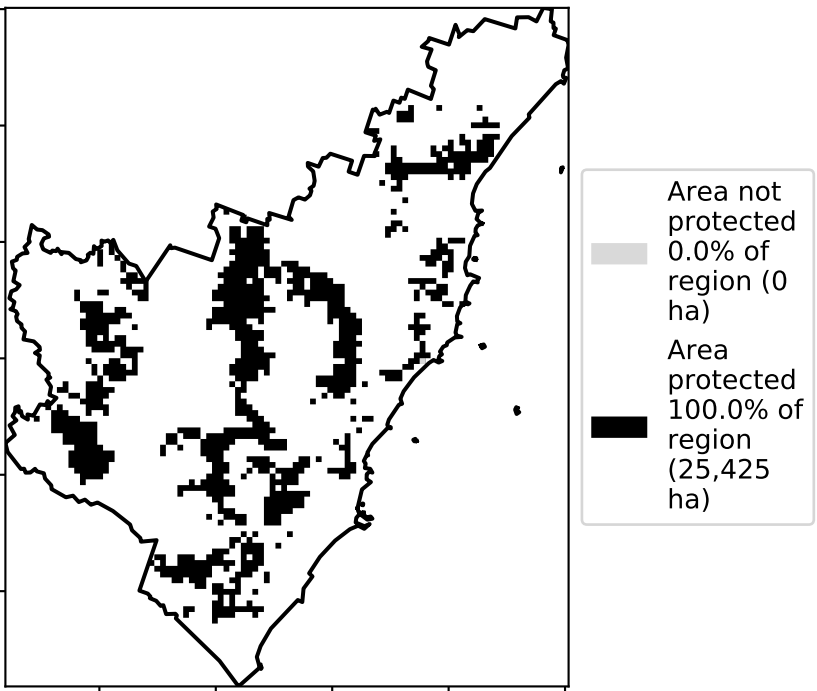 Area not
protected
0.0% of
region (0
ha)
Area
protected
100.0% of
region
(25,425
ha)